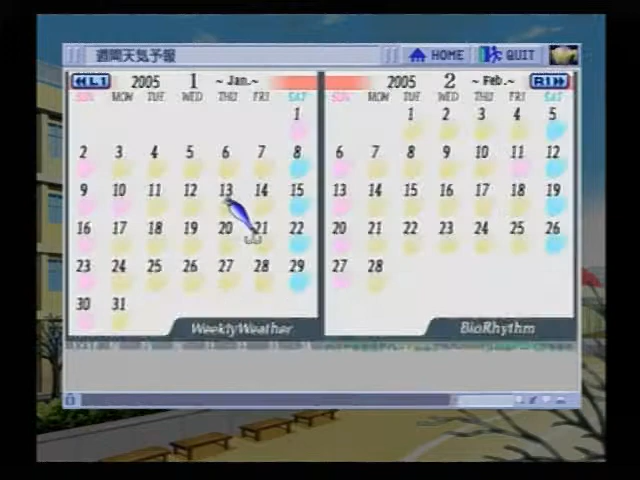 週間天気予報
HOME
QUIT
L1
2005 1 ~Jan.~
SUN MON TUE WED THU FRI SAT
1
2 3 4 5 6 7 8
9 10 11 12 13 14 15
16 17 18 19 20 21 22
23 24 25 26 27 28 29
30 31
WeeklyWeather
2005 2 ~Feb.~
R1
SUN MON TUE WED THU FRI SAT
1 2 3 4 5
6 7 8 9 10 11 12
13 14 15 16 17 18 19
20 21 22 23 24 25 26
27 28
BioRhythm